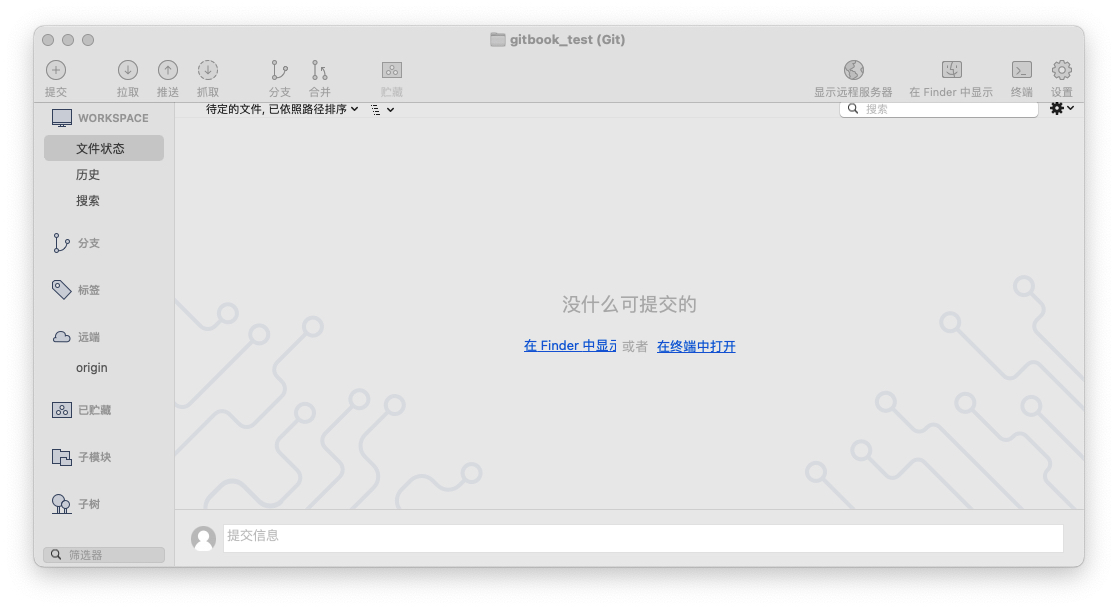 gitbook_test (Git)
提交 拉取 推送 抓取 分支 合并 贮藏 显示远程服务器 在 Finder 中显示 终端 设置
待定的文件, 已依照路径排序 搜索
WORKSPACE
文件状态
历史
搜索
分支
标签
远端
origin
已贮藏
子模块
子树
筛选器
没什么可提交的
在 Finder 中显示 或者 在终端中打开
提交信息